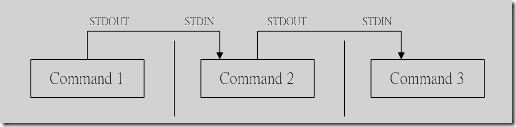 STDOUT STDIN STDOUT STDIN
Command 1 Command 2 Command 3